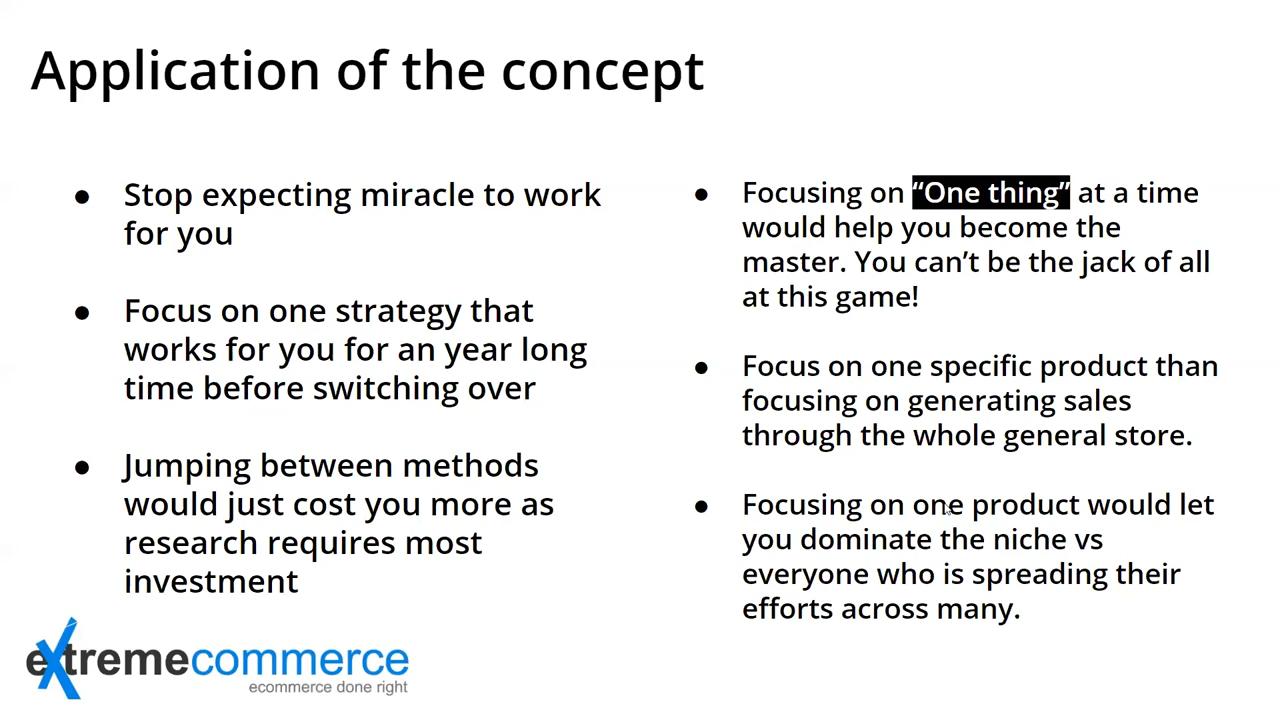 Application of the concept
● Stop expecting miracle to work
for you
● Focus on one strategy that
works for you for an year long
time before switching over
● Jumping between methods
would just cost you more as
research requires most
investment
● Focusing on “One thing” at a time
would help you become the
master. You can’t be the jack of all
at this game!
● Focus on one specific product than
focusing on generating sales
through the whole general store.
● Focusing on one product would let
you dominate the niche vs
everyone who is spreading their
efforts across many.
extremecommerce
ecommerce done right